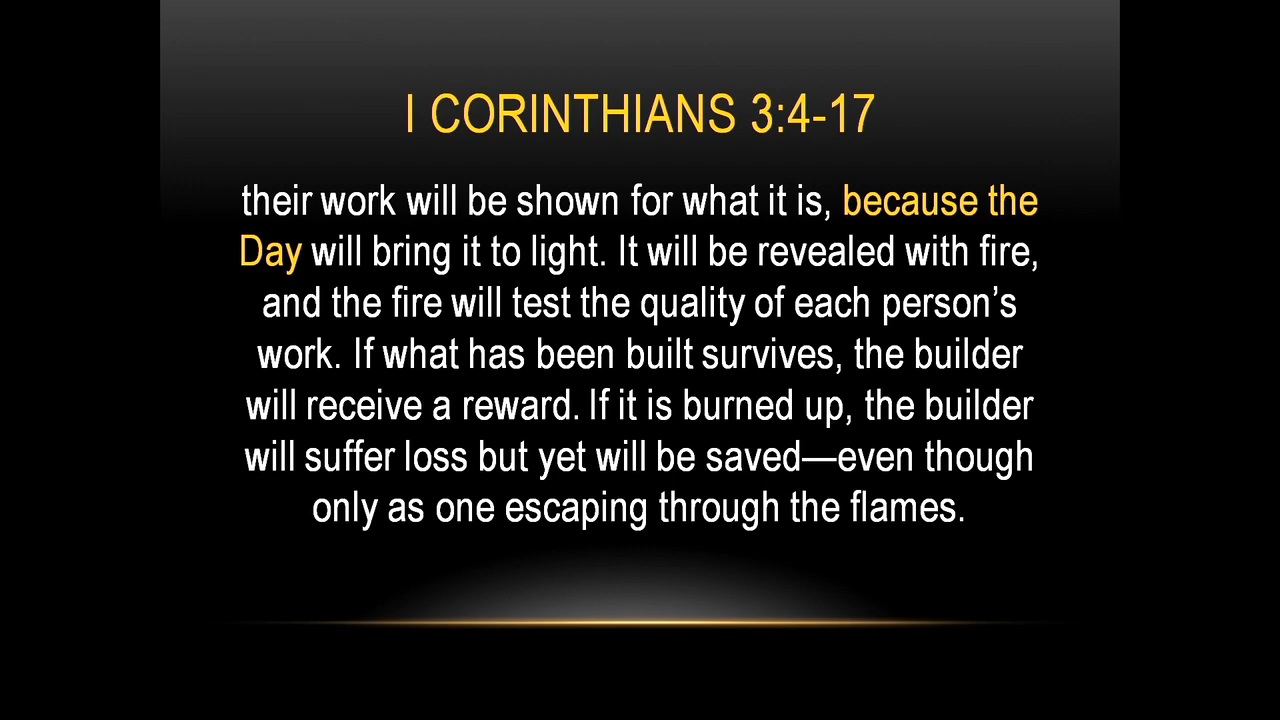 I CORINTHIANS 3:4-17
their work will be shown for what it is, because the
Day will bring it to light. It will be revealed with fire,
and the fire will test the quality of each person’s
work. If what has been built survives, the builder
will receive a reward. If it is burned up, the builder
will suffer loss but yet will be saved—even though
only as one escaping through the flames.